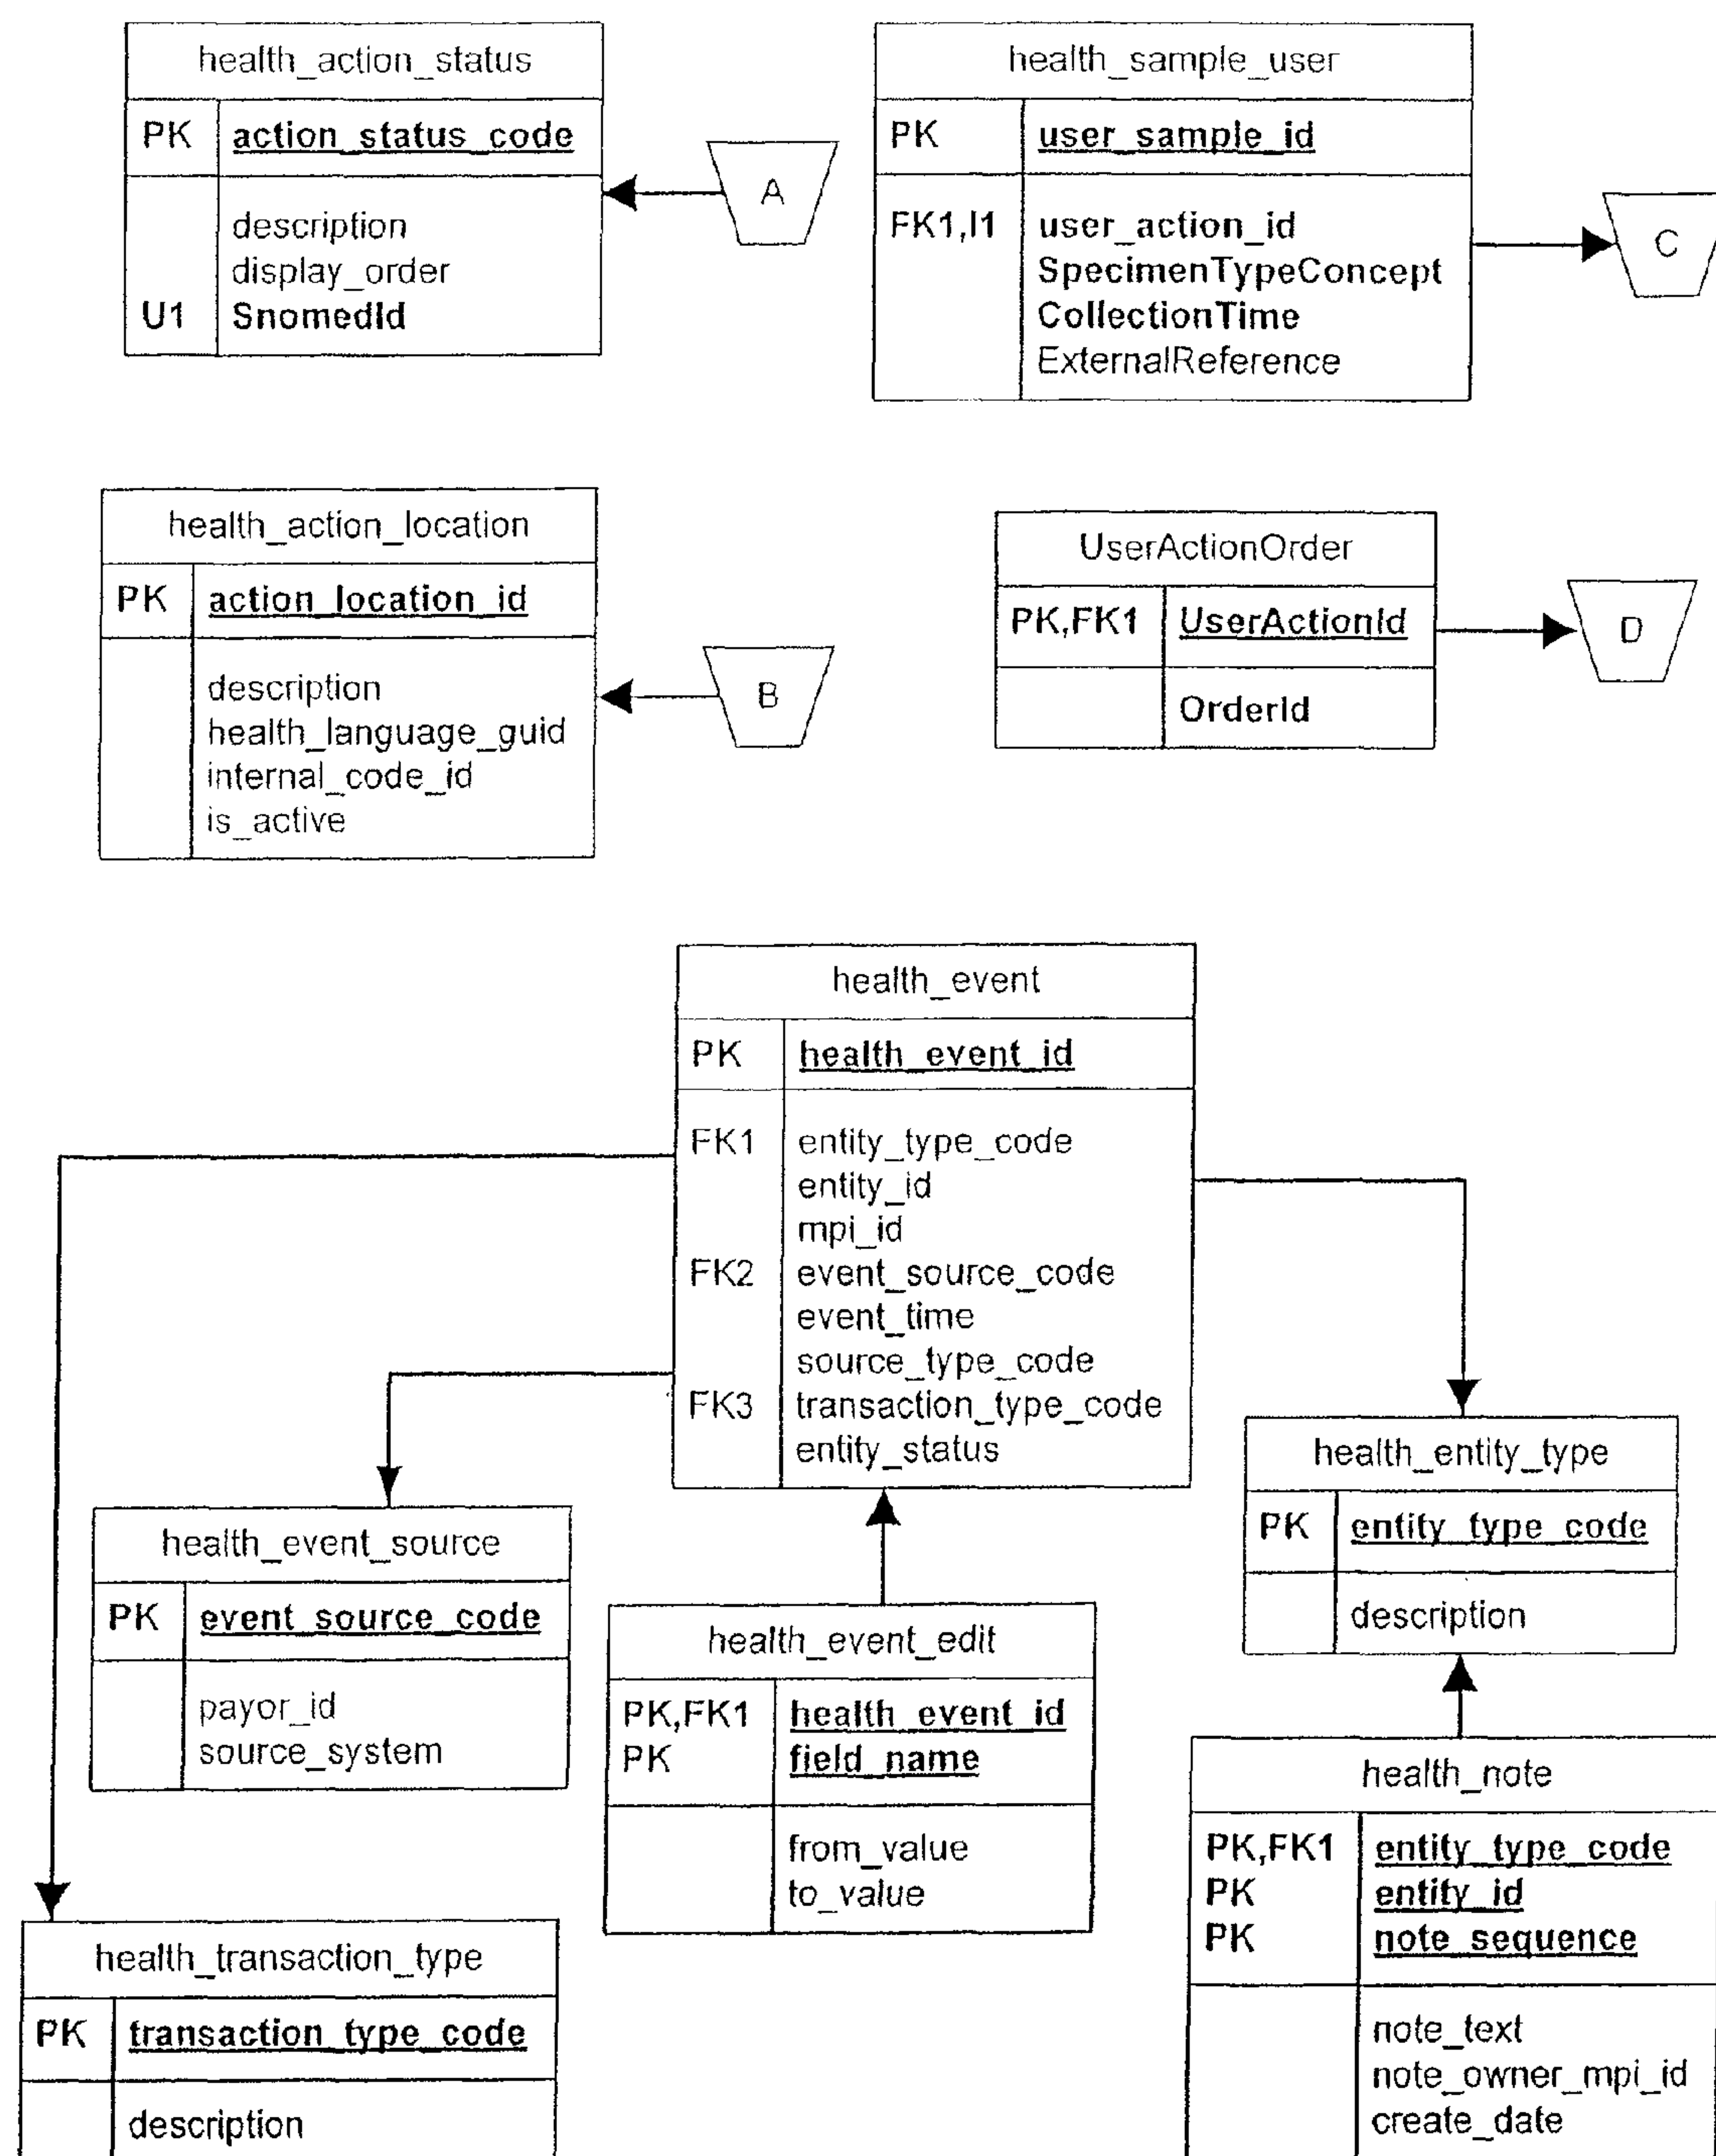 health_action_status
PK action_status_code
description
display_order
U1 SnomedId
A
health_sample_user
PK user_sample_id
FK1,I1 user_action_id
SpecimenTypeConcept
CollectionTime
ExternalReference
C
health_action_location
PK action_location_id
description
health_language_guid
internal_code_id
is_active
B
UserActionOrder
PK,FK1 UserActionId
OrderId
D
health_event
PK health_event_id
FK1 entity_type_code
entity_id
mpi_id
FK2 event_source_code
event_time
source_type_code
FK3 transaction_type_code
entity_status
health_event_source
PK event_source_code
payor_id
source_system
health_event_edit
PK,FK1 health_event_id
PK field_name
from_value
to_value
health_entity_type
PK entity_type_code
description
health_note
PK,FK1 entity_type_code
PK entity_id
PK note_sequence
note_text
note_owner_mpi_id
create_date
health_transaction_type
PK transaction_type_code
description